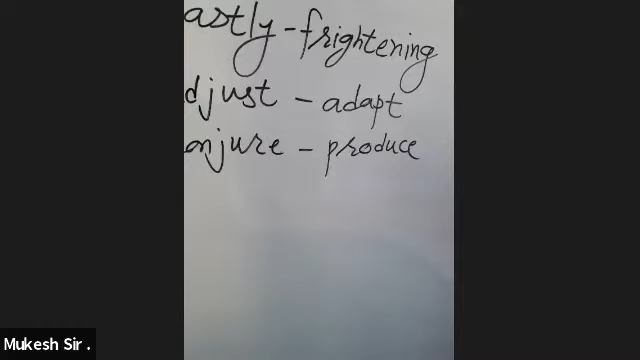 astly - frightening
djust - adapt
onjure - produce
Mukesh Sir .